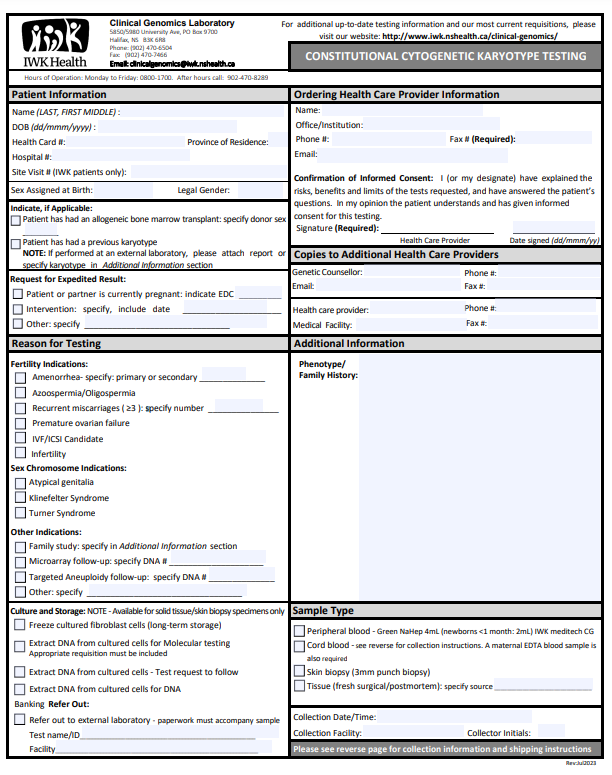 IWK Health
Clinical Genomics Laboratory
5850/5980 University Ave, PO Box 9700
Halifax, NS B3K 6R8
Phone: (902) 470-6504
Fax: (902) 470-7466
Email: clinicalgenomics@iwk.nshealth.ca
Hours of Operation: Monday to Friday: 0800-1700. After hours call: 902-470-8289
For additional up-to-date testing information and our most current requisitions, please
visit our website: http://www.iwk.nshealth.ca/clinical-genomics/
CONSTITUTIONAL CYTOGENETIC KARYOTYPE TESTING
Patient Information
Name (LAST, FIRST MIDDLE) :
DOB (dd/mmm/yyyy) :
Health Card #: Province of Residence:
Hospital #:
Site Visit # (IWK patients only):
Sex Assigned at Birth: Legal Gender:
Indicate, if Applicable:
Patient has had an allogeneic bone marrow transplant: specify donor sex
Patient has had a previous karyotype
NOTE: If performed at an external laboratory, please attach report or
specify karyotype in Additional Information section
Request for Expedited Result:
Patient or partner is currently pregnant: indicate EDC
Intervention: specify, include date
Other: specify
Ordering Health Care Provider Information
Name:
Office/Institution:
Phone #: Fax # (Required):
Email:
Confirmation of Informed Consent: I (or my designate) have explained the
risks, benefits and limits of the tests requested, and have answered the patient's
questions. In my opinion the patient understands and has given informed
consent for this testing.
Signature (Required):
Health Care Provider Date signed (dd/mmm/yy)
Copies to Additional Health Care Providers
Genetic Counsellor: Phone #:
Email: Fax #:
Health care provider: Phone #:
Medical Facility: Fax #:
Reason for Testing
Fertility Indications:
Amenorrhea- specify: primary or secondary
Azoospermia/Oligospermia
Recurrent miscarriages ( ≥3 ): specify number
Premature ovarian failure
IVF/ICSI Candidate
Infertility
Sex Chromosome Indications:
Atypical genitalia
Klinefelter Syndrome
Turner Syndrome
Other Indications:
Family study: specify in Additional Information section
Microarray follow-up: specify DNA #
Targeted Aneuploidy follow-up: specify DNA #
Other: specify
Additional Information
Phenotype/
Family History:
Culture and Storage: NOTE - Available for solid tissue/skin biopsy specimens only
Freeze cultured fibroblast cells (long-term storage)
Extract DNA from cultured cells for Molecular testing
Appropriate requisition must be included
Extract DNA from cultured cells - Test request to follow
Extract DNA from cultured cells for DNA
Banking Refer Out:
Refer out to external laboratory - paperwork must accompany sample
Test name/ID
Facility
Sample Type
Peripheral blood - Green NaHep 4mL (newborns <1 month: 2mL) IWK meditech CG
Cord blood - see reverse for collection instructions. A maternal EDTA blood sample is
also required
Skin biopsy (3mm punch biopsy)
Tissue (fresh surgical/postmortem): specify source
Collection Date/Time:
Collection Facility: Collector Initials:
Please see reverse page for collection information and shipping instructions
Rev:Jul2023